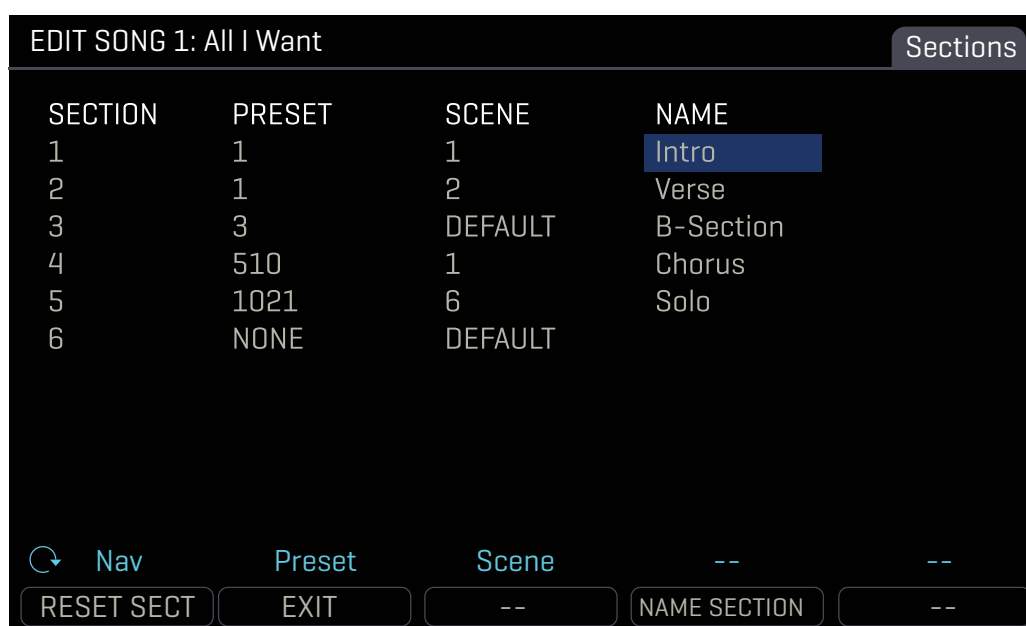 EDIT SONG 1: All I Want
Sections
SECTION PRESET SCENE NAME
1 1 1 Intro
2 1 2 Verse
3 3 DEFAULT B-Section
4 510 1 Chorus
5 1021 6 Solo
6 NONE DEFAULT
Nav Preset Scene -- --
RESET SECT EXIT -- NAME SECTION --